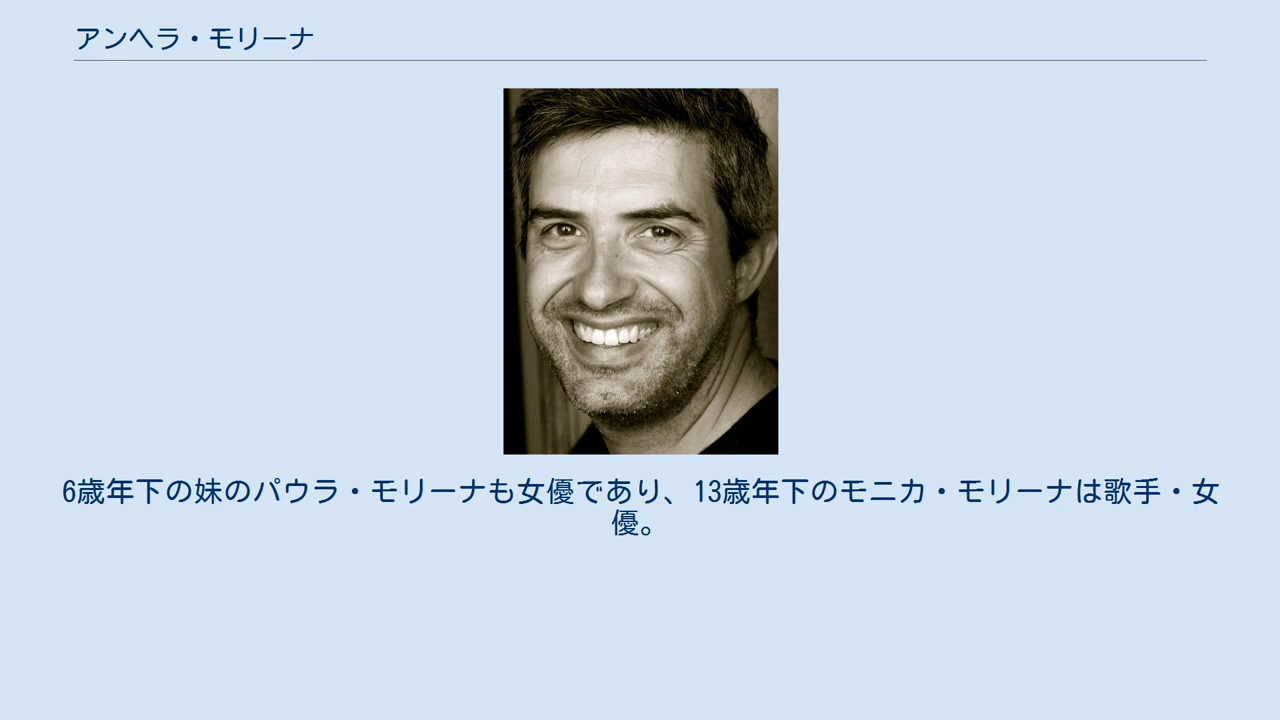 アンヘラ・モリーナ
6歳年下の妹のパウラ・モリーナも女優であり、13歳年下のモニカ・モリーナは歌手・女
優。